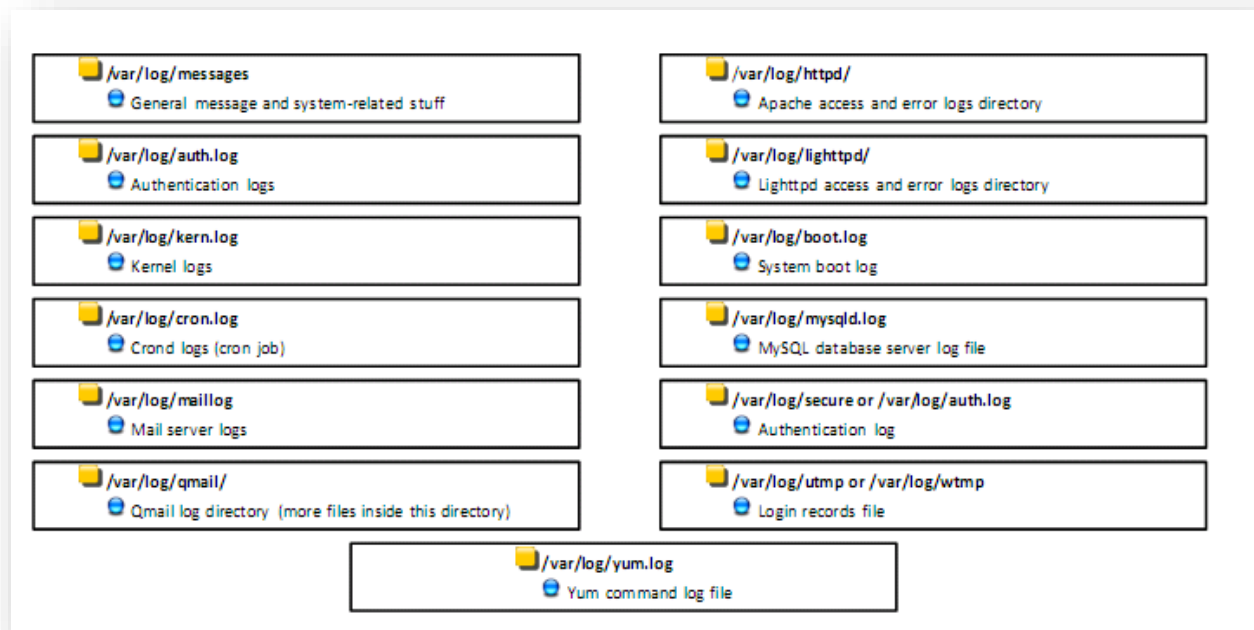 /var/log/messages
General message and system-related stuff
/var/log/auth.log
Authentication logs
/var/log/kern.log
Kernel logs
/var/log/cron.log
Crond logs (cron job)
/var/log/maillog
Mail server logs
/var/log/qmail/
Qmail log directory (more files inside this directory)
/var/log/httpd/
Apache access and error logs directory
/var/log/lighttpd/
Lighttpd access and error logs directory
/var/log/boot.log
System boot log
/var/log/mysqld.log
MySQL database server log file
/var/log/secure or /var/log/auth.log
Authentication log
/var/log/utmp or /var/log/wtmp
Login records file
/var/log/yum.log
Yum command log file